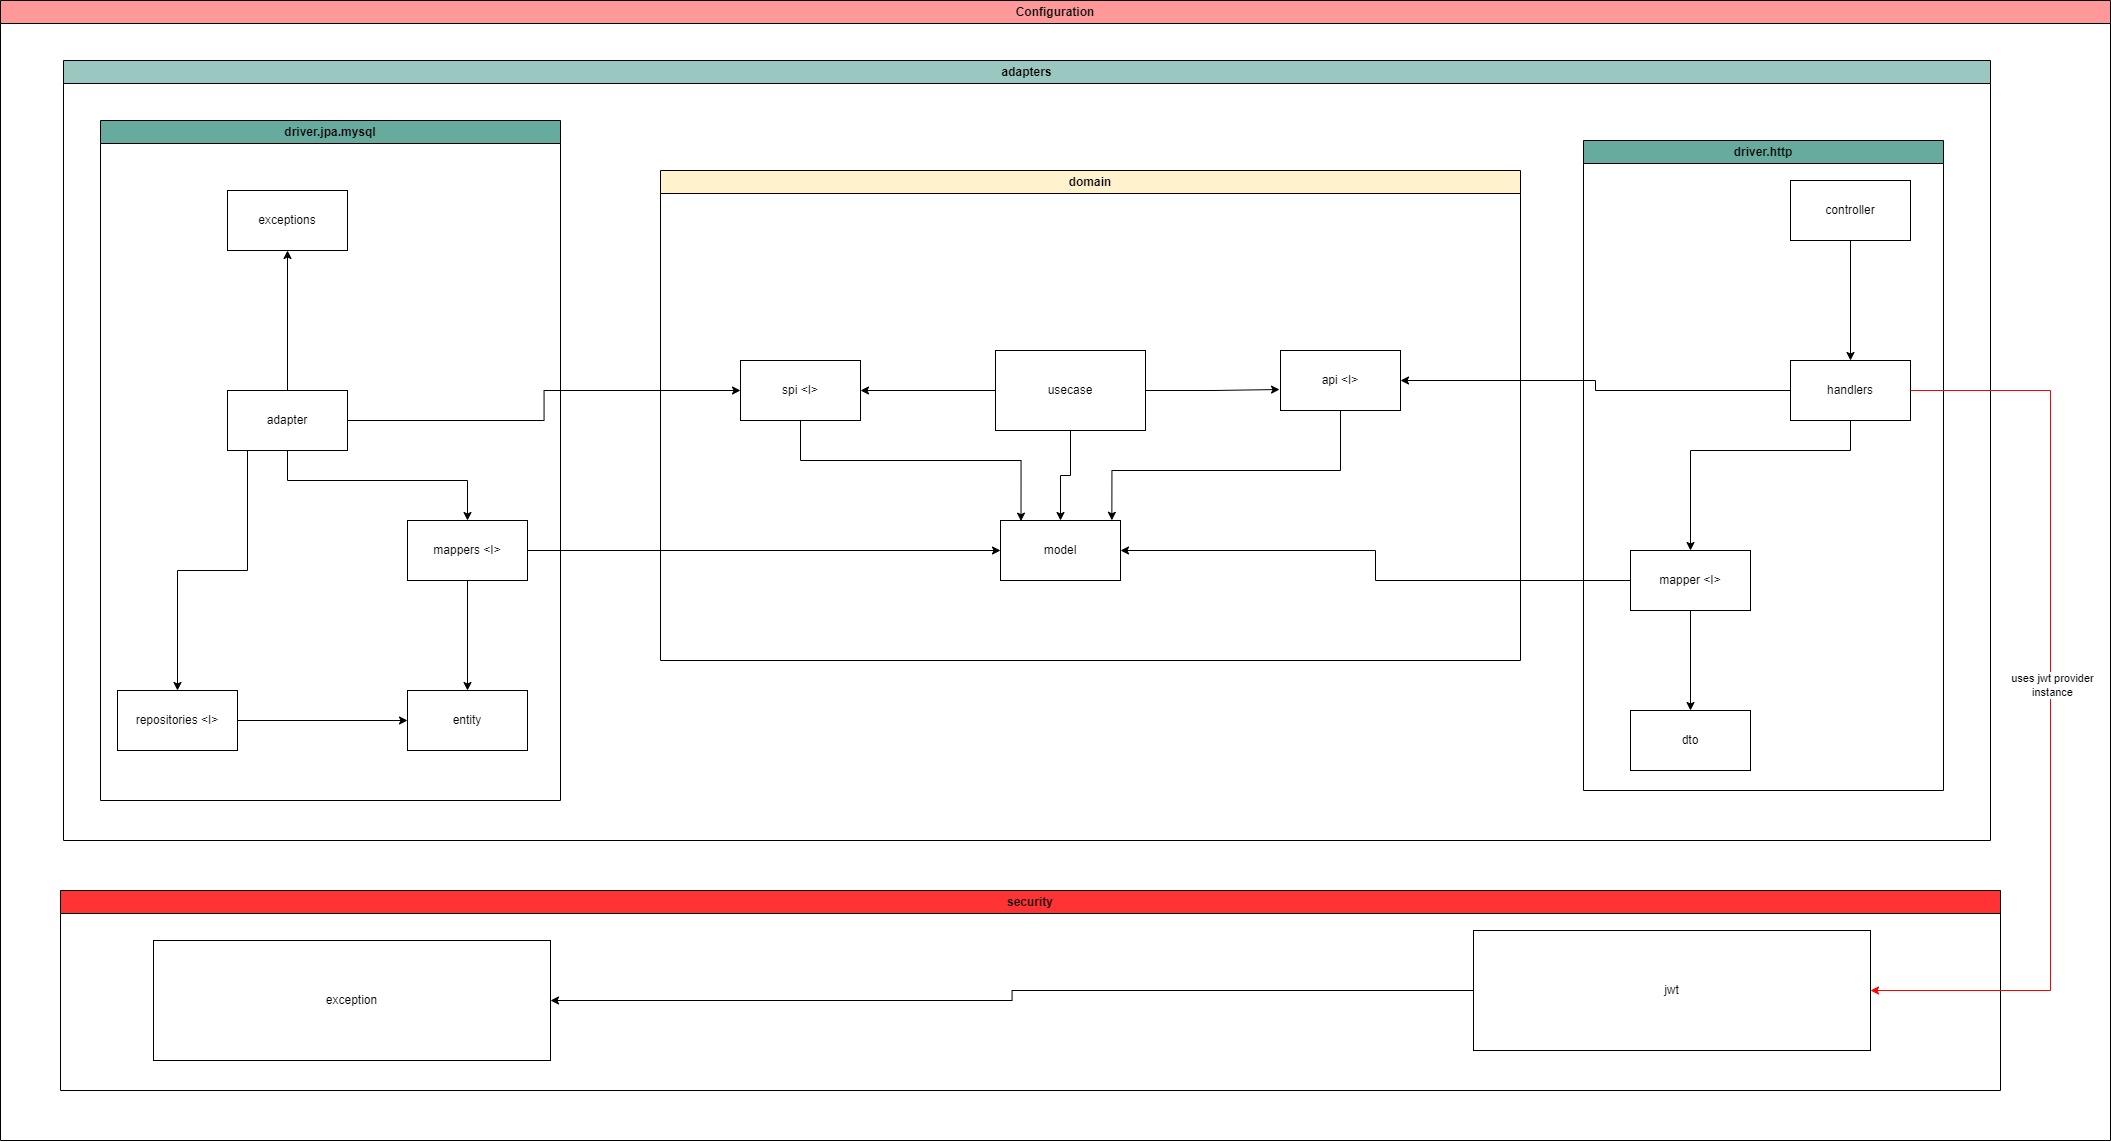 Configuration
adapters
driver.jpa.mysql
driver.http
domain
exceptions
controller
adapter
spi <I>
usecase
api <I>
handlers
mappers <I>
model
mapper <I>
uses jwt provider
instance
repositories <I>
entity
dto
security
exception
jwt